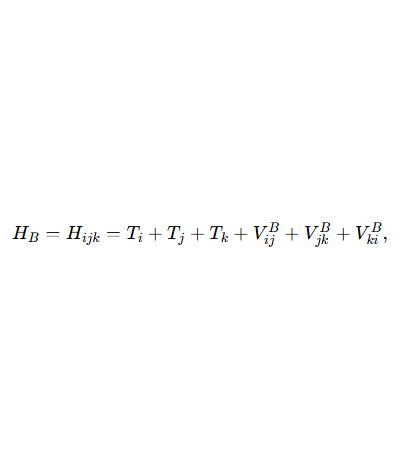 $H_B = H_{ijk} = T_i + T_j + T_k + V_{ij}^B + V_{jk}^B + V_{ki}^B,$